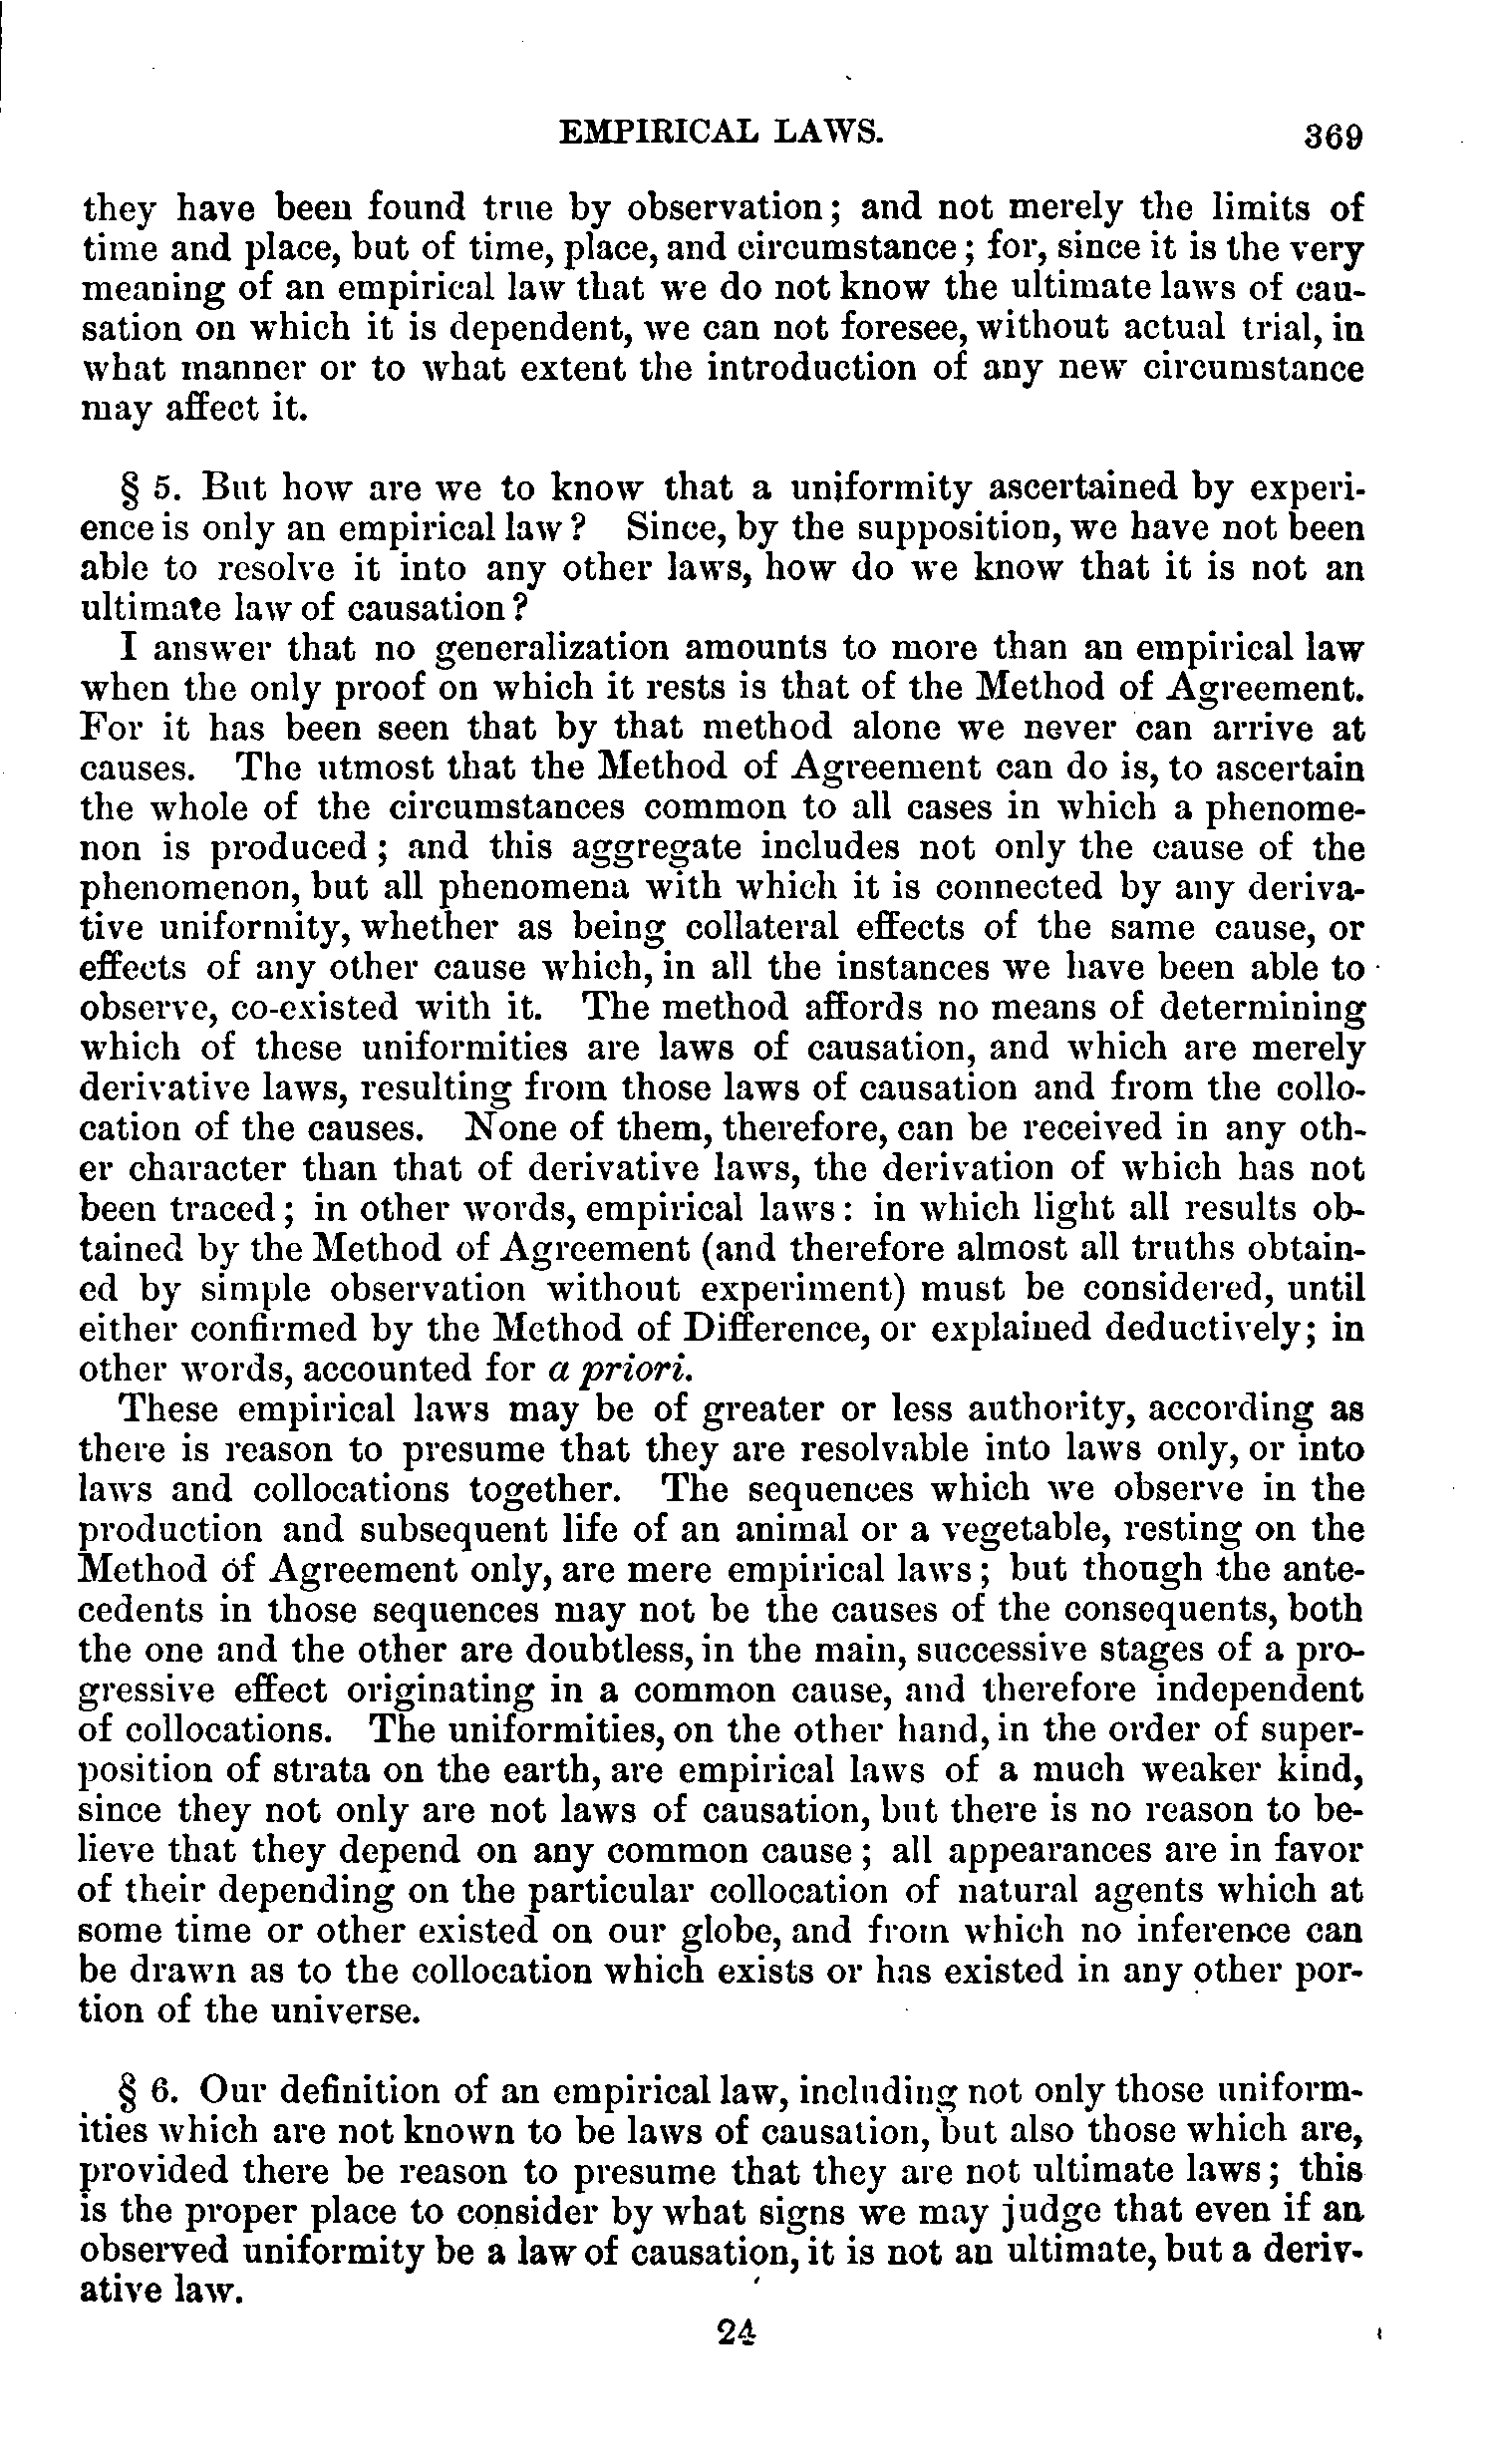 EMPIRICAL LAWS. 369
they have been found true by observation; and not merely the limits of
time and place, but of time, place, and circumstance; for, since it is the very
meaning of an empirical law that we do not know the ultimate laws of cau-
sation on which it is dependent, we can not foresee, without actual trial, in
what manner or to what extent the introduction of any new circumstance
may affect it.
§ 5. But how are we to know that a uniformity ascertained by experi-
ence is only an empirical law? Since, by the supposition, we have not been
able to resolve it into any other laws, how do we know that it is not an
ultimate law of causation?
I answer that no generalization amounts to more than an empirical law
when the only proof on which it rests is that of the Method of Agreement.
For it has been seen that by that method alone we never can arrive at
causes. The utmost that the Method of Agreement can do is, to ascertain
the whole of the circumstances common to all cases in which a phenome-
non is produced; and this aggregate includes not only the cause of the
phenomenon, but all phenomena with which it is connected by any deriva-
tive uniformity, whether as being collateral effects of the same cause, or
effects of any other cause which, in all the instances we have been able to
observe, co-existed with it. The method affords no means of determining
which of these uniformities are laws of causation, and which are merely
derivative laws, resulting from those laws of causation and from the collo-
cation of the causes. None of them, therefore, can be received in any oth-
er character than that of derivative laws, the derivation of which has not
been traced; in other words, empirical laws: in which light all results ob-
tained by the Method of Agreement (and therefore almost all truths obtain-
ed by simple observation without experiment) must be considered, until
either confirmed by the Method of Difference, or explained deductively; in
other words, accounted for a priori.
These empirical laws may be of greater or less authority, according as
there is reason to presume that they are resolvable into laws only, or into
laws and collocations together. The sequences which we observe in the
production and subsequent life of an animal or a vegetable, resting on the
Method of Agreement only, are mere empirical laws; but though the ante-
cedents in those sequences may not be the causes of the consequents, both
the one and the other are doubtless, in the main, successive stages of a pro-
gressive effect originating in a common cause, and therefore independent
of collocations. The uniformities, on the other hand, in the order of super-
position of strata on the earth, are empirical laws of a much weaker kind,
since they not only are not laws of causation, but there is no reason to be-
lieve that they depend on any common cause; all appearances are in favor
of their depending on the particular collocation of natural agents which at
some time or other existed on our globe, and from which no inference can
be drawn as to the collocation which exists or has existed in any other por-
tion of the universe.
§ 6. Our definition of an empirical law, including not only those uniform-
ities which are not known to be laws of causation, but also those which are,
provided there be reason to presume that they are not ultimate laws; this
is the proper place to consider by what signs we may judge that even if an
observed uniformity be a law of causation, it is not an ultimate, but a deriv-
ative law.
24